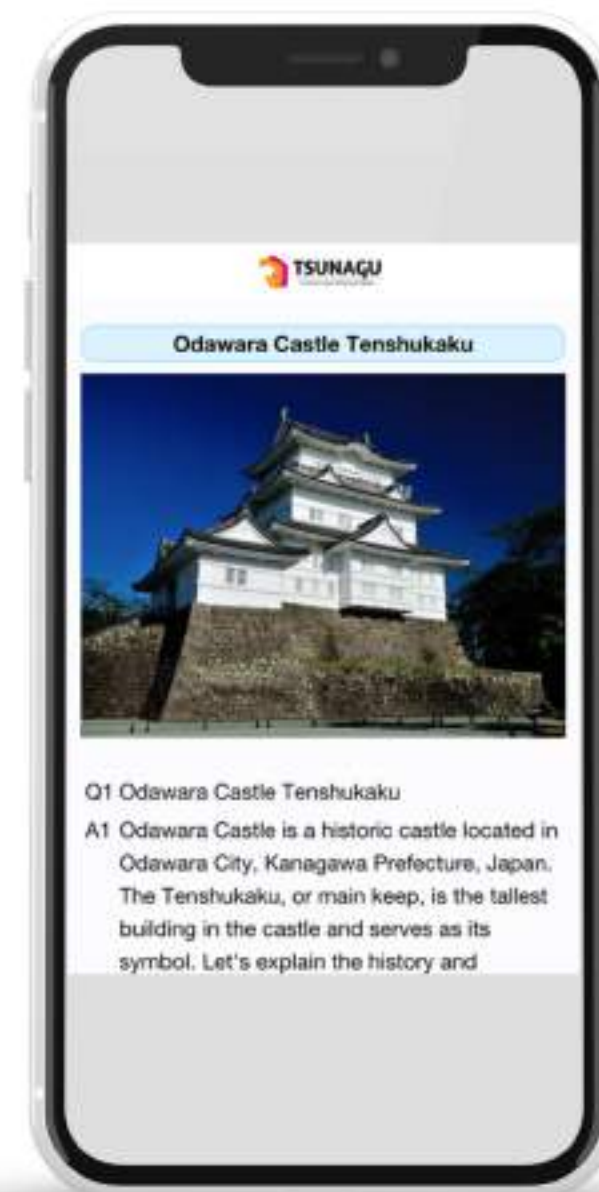 TSUNAGU
Odawara Castle Tenshukaku
Q1 Odawara Castle Tenshukaku
A1 Odawara Castle is a historic castle located in
Odawara City, Kanagawa Prefecture, Japan.
The Tenshukaku, or main keep, is the tallest
building in the castle and serves as its
symbol. Let's explain the history and